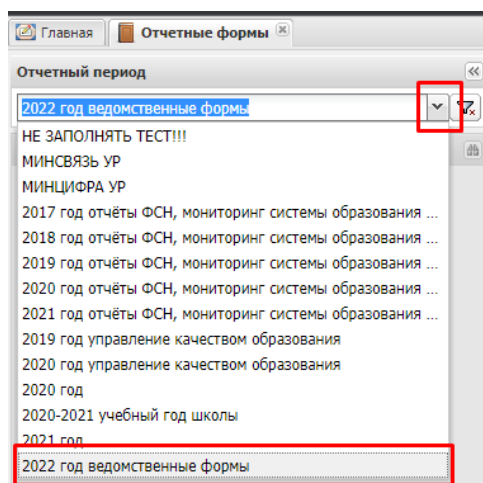 Главная Отчетные формы
Отчетный период
2022 год ведомственные формы
НЕ ЗАПОЛНЯТЬ ТЕСТ!!!
МИНСВЯЗЬ УР
МИНЦИФРА УР
2017 год отчёты ФСН, мониторинг системы образования ...
2018 год отчёты ФСН, мониторинг системы образования ...
2019 год отчёты ФСН, мониторинг системы образования ...
2020 год отчёты ФСН, мониторинг системы образования ...
2021 год отчёты ФСН, мониторинг системы образования ...
2019 год управление качеством образования
2020 год управление качеством образования
2020 год
2020-2021 учебный год школы
2021 год
2022 год ведомственные формы